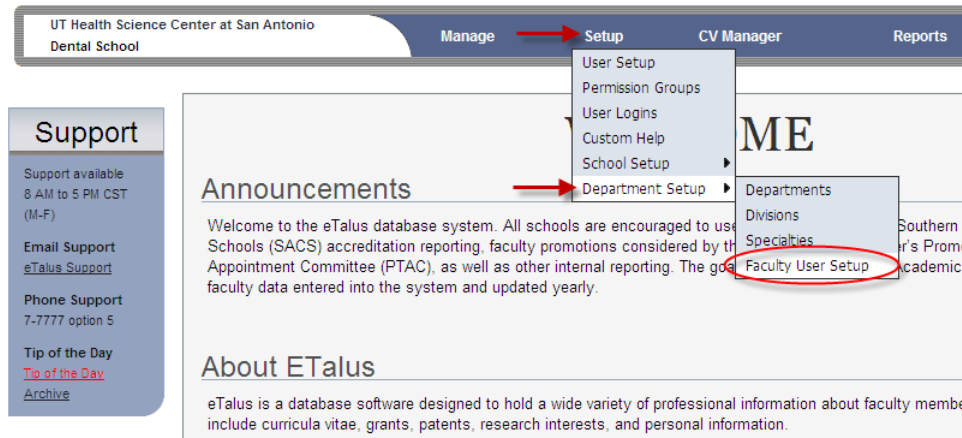 UT Health Science Center at San Antonio
Dental School
Manage
Setup
CV Manager
Reports
User Setup
Permission Groups
User Logins
Custom Help
School Setup
Department Setup
Departments
Divisions
Specialties
Faculty User Setup
Support
Support available
8 AM to 5 PM CST
(M-F)
Email Support
eTalus Support
Phone Support
7-7777 option 5
Tip of the Day
Tip of the Day
Archive
OME
Announcements
Welcome to the eTalus database system. All schools are encouraged to use Southern
Schools (SACS) accreditation reporting, faculty promotions considered by th r's Prom
Appointment Committee (PTAC), as well as other internal reporting. The goa Academic
faculty data entered into the system and updated yearly.
About ETalus
eTalus is a database software designed to hold a wide variety of professional information about faculty membe
include curricula vitae, grants, patents, research interests, and personal information.